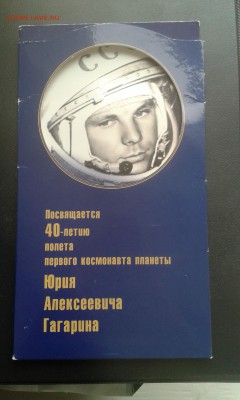 СС
Посвящается
40-летию
полета
первого космонавта планеты
Юрия
Алексеевича
Гагарина